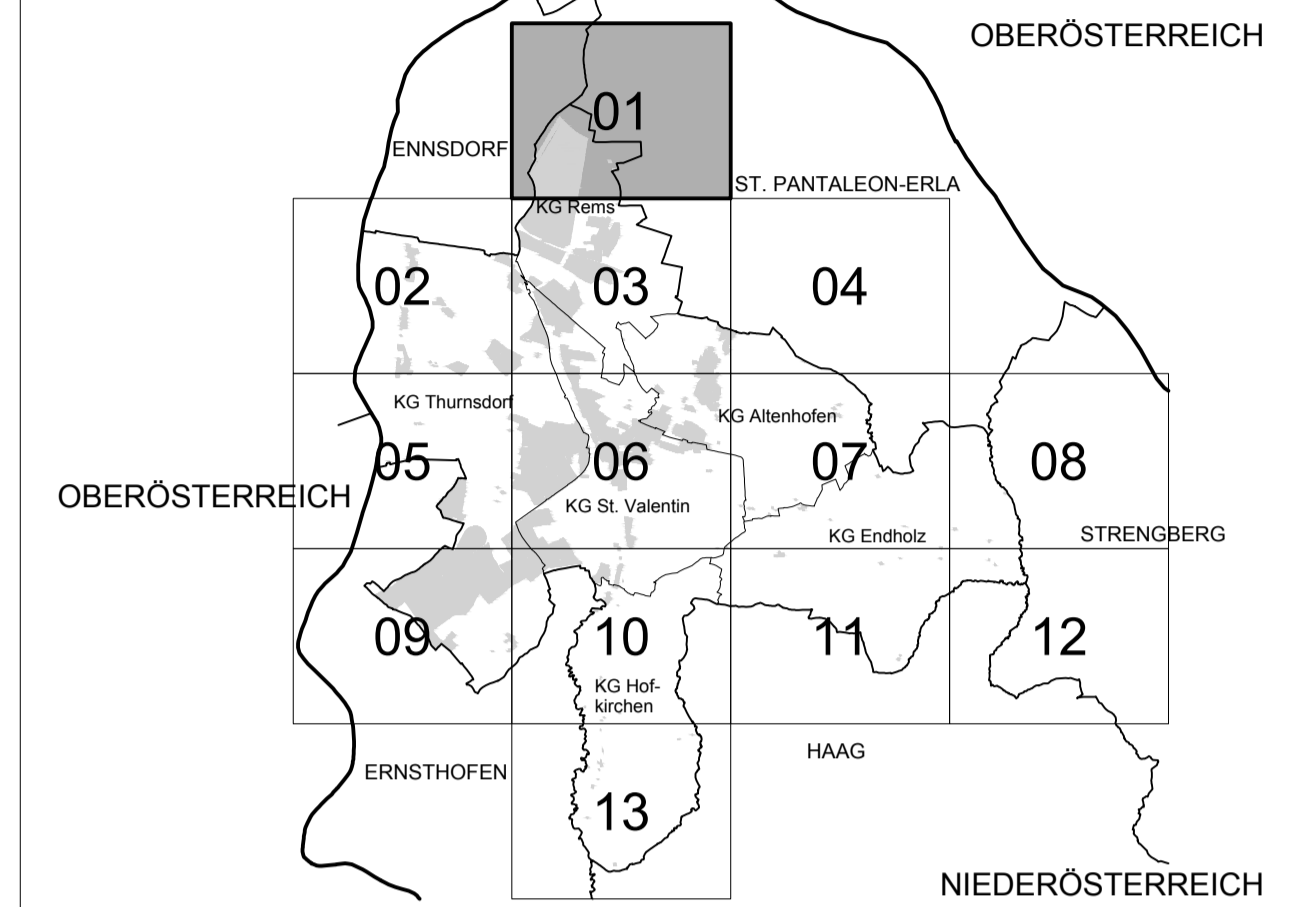 OBERÖSTERREICH
01
ENNSDORF
ST. PANTALEON-ERLA
KG Rems
02
03
04
KG Thurnsdorf
KG Altenhofen
05
06
07
08
OBERÖSTERREICH
KG St. Valentin
KG Endholz
STRENGBERG
09
10
11
12
KG Hof-
kirchen
HAAG
ERNSTHOFEN
13
NIEDERÖSTERREICH